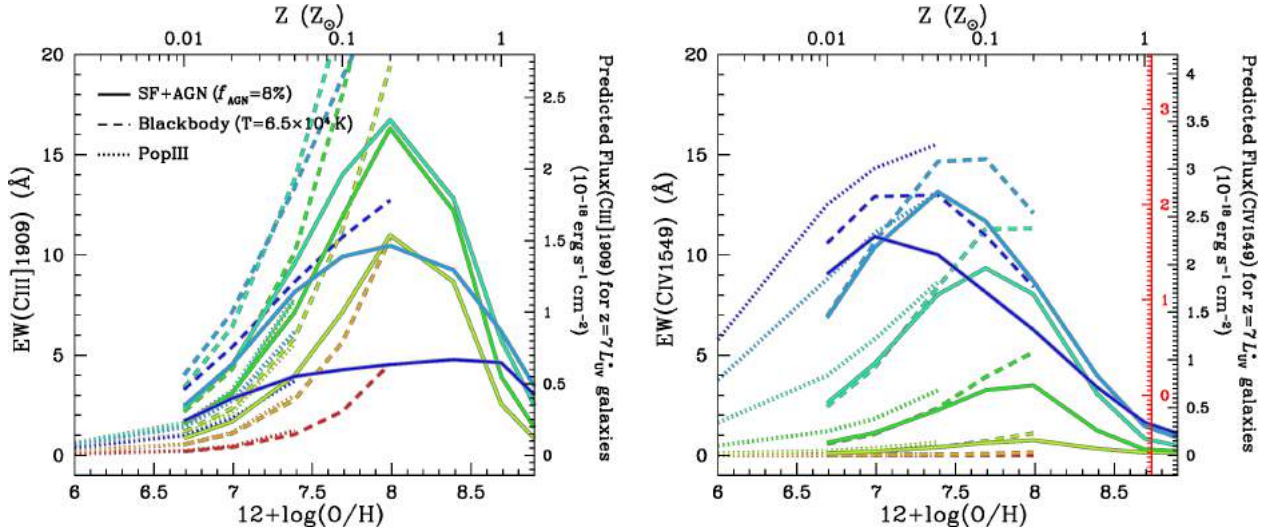 Z (Z⊙)
0.01 0.1 1
20
15
10
5
0
EW(CIII]1909) (Å)
SF+AGN (f_AGN=8%)
Blackbody (T=6.5×10⁴K)
PopIII
2.5
2
1.5
1
0.5
0
Predicted Flux(CIII]1909) for z=7 L*_UV galaxies
(10⁻¹⁸ erg s⁻¹ cm⁻²)
6 6.5 7 7.5 8 8.5
12+log(O/H)
Z (Z⊙)
0.01 0.1 1
20
15
10
5
0
EW(CIV1549) (Å)
3
2
1
0
4
3.5
3
2.5
2
1.5
1
0.5
0
Predicted Flux(CIV1549) for z=7 L*_UV galaxies
(10⁻¹⁸ erg s⁻¹ cm⁻²)
6 6.5 7 7.5 8 8.5
12+log(O/H)